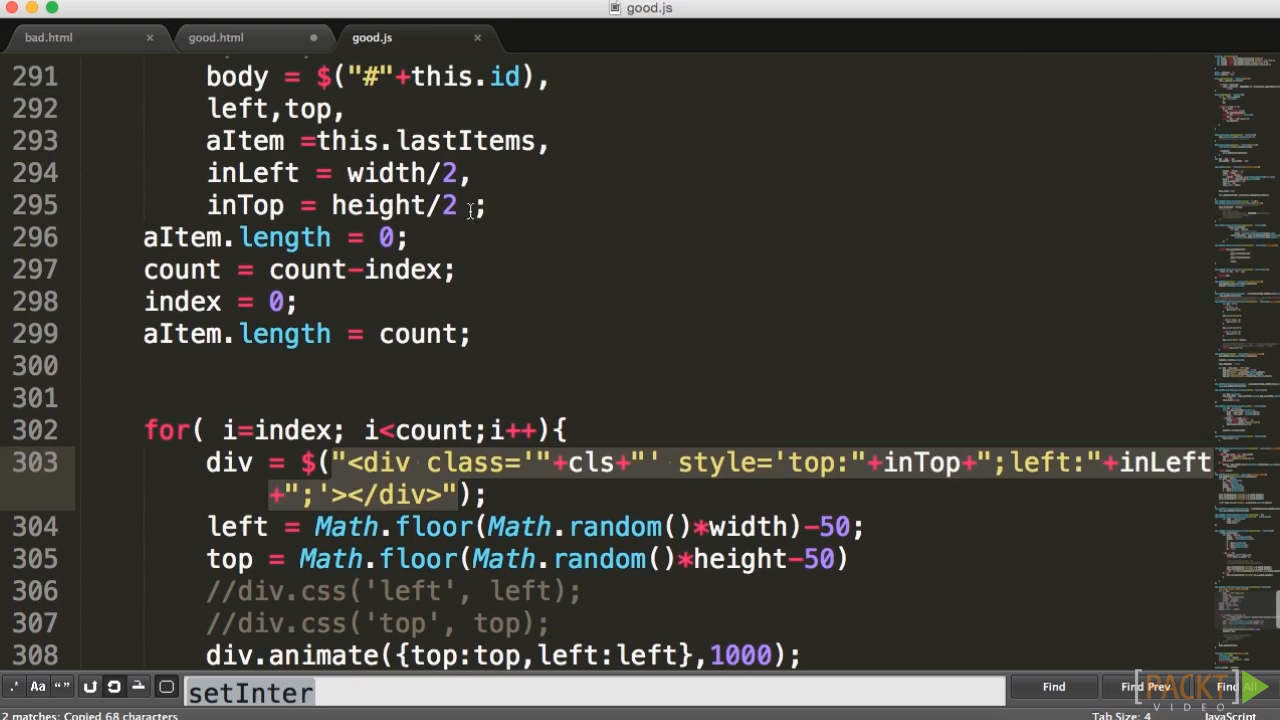 good.js
bad.html × good.html good.js ×
291 body = $("#"+this.id),
292 left,top,
293 aItem =this.lastItems,
294 inLeft = width/2,
295 inTop = height/2 ;
296 aItem.length = 0;
297 count = count-index;
298 index = 0;
299 aItem.length = count;
300
301
302 for( i=index; i<count;i++){
303 div = $("<div class='"+cls+"' style='top:"+inTop+";left:"+inLeft
+";'></div>");
304 left = Math.floor(Math.random()*width)-50;
305 top = Math.floor(Math.random()*height-50)
306 //div.css('left', left);
307 //div.css('top', top);
308 div.animate({top:top,left:left},1000);
.* Aa “” setInter Find Find Prev Find All
[PACKT]
VIDEO
2 matches: Copied 68 characters Tab Size: 4 JavaScript